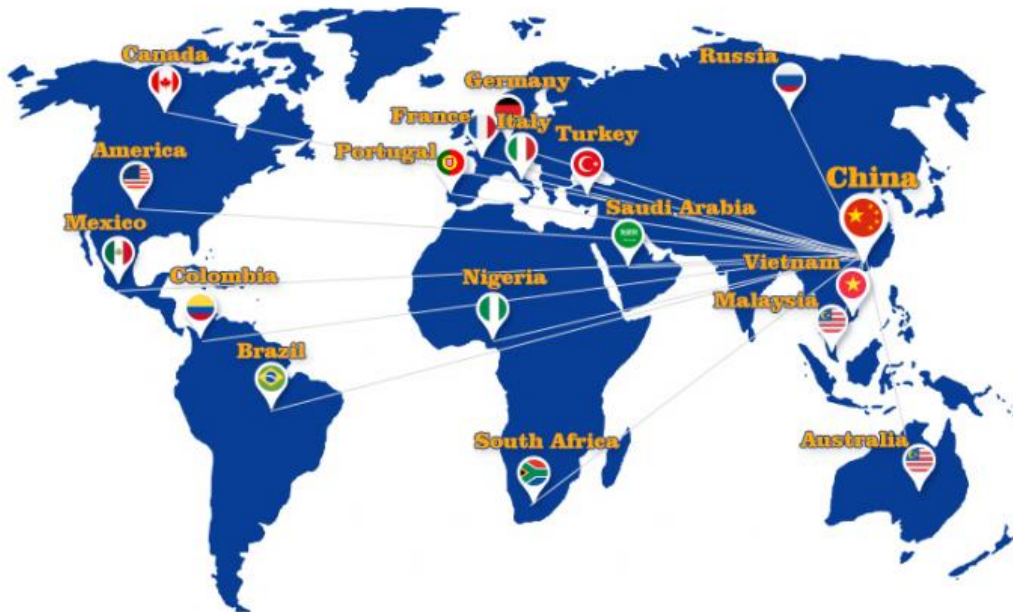 Canada
Russia
Germany
France
Italy
Turkey
America
Portugal
China
Saudi Arabia
Mexico
Vietnam
Colombia
Nigeria
Malaysia
Brazil
South Africa
Australia